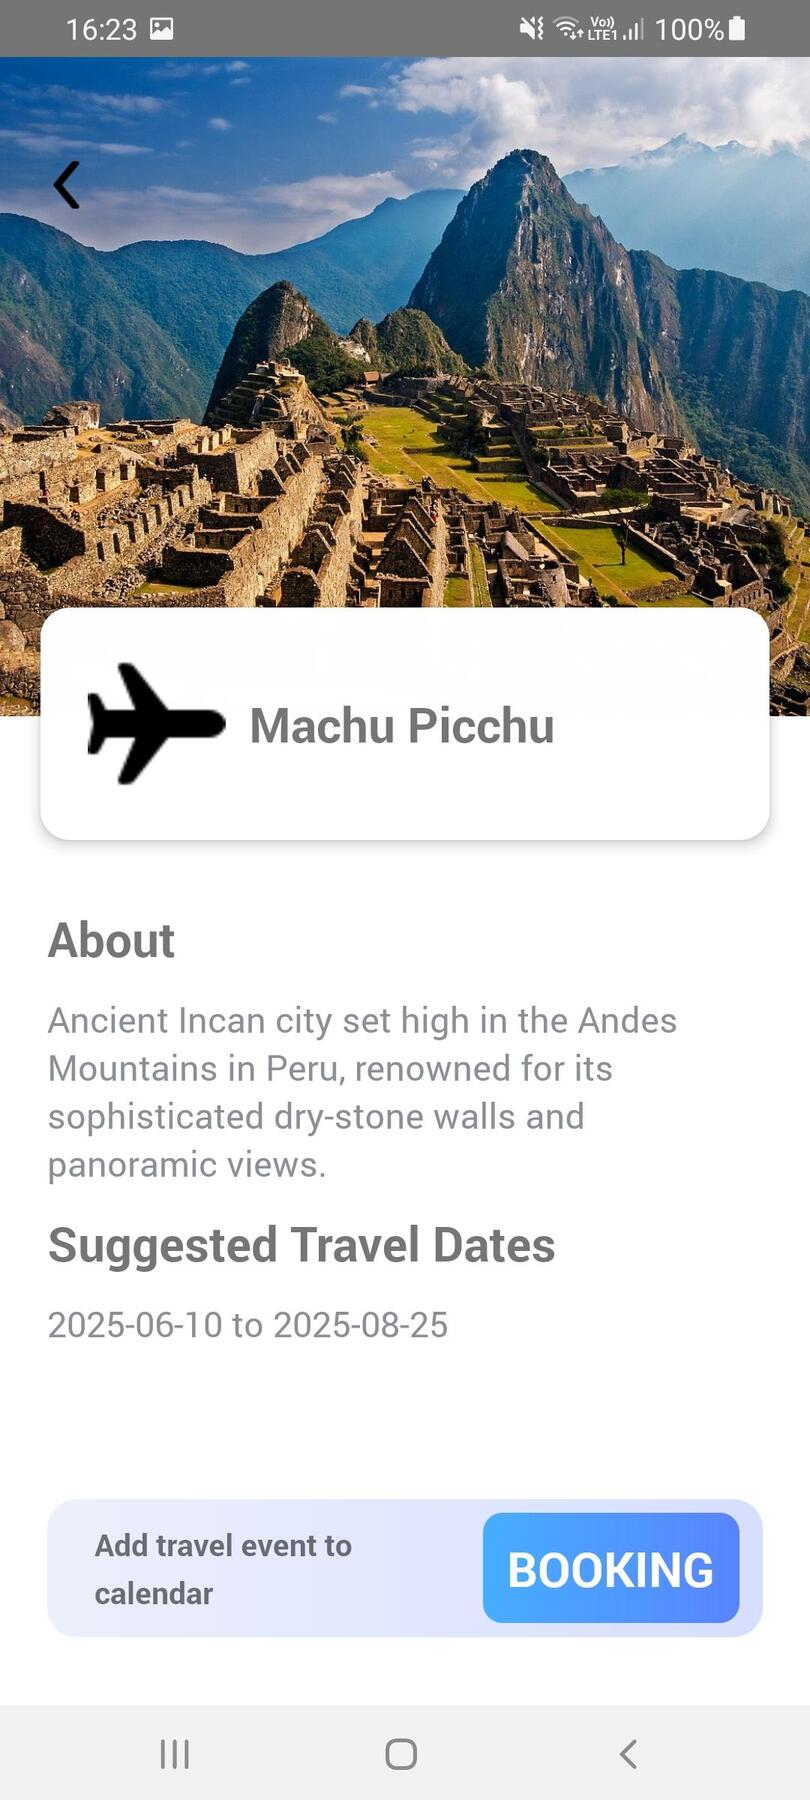 16:23
Vo)) LTE1 100%
Machu Picchu
About
Ancient Incan city set high in the Andes
Mountains in Peru, renowned for its
sophisticated dry-stone walls and
panoramic views.
Suggested Travel Dates
2025-06-10 to 2025-08-25
Add travel event to
calendar
BOOKING